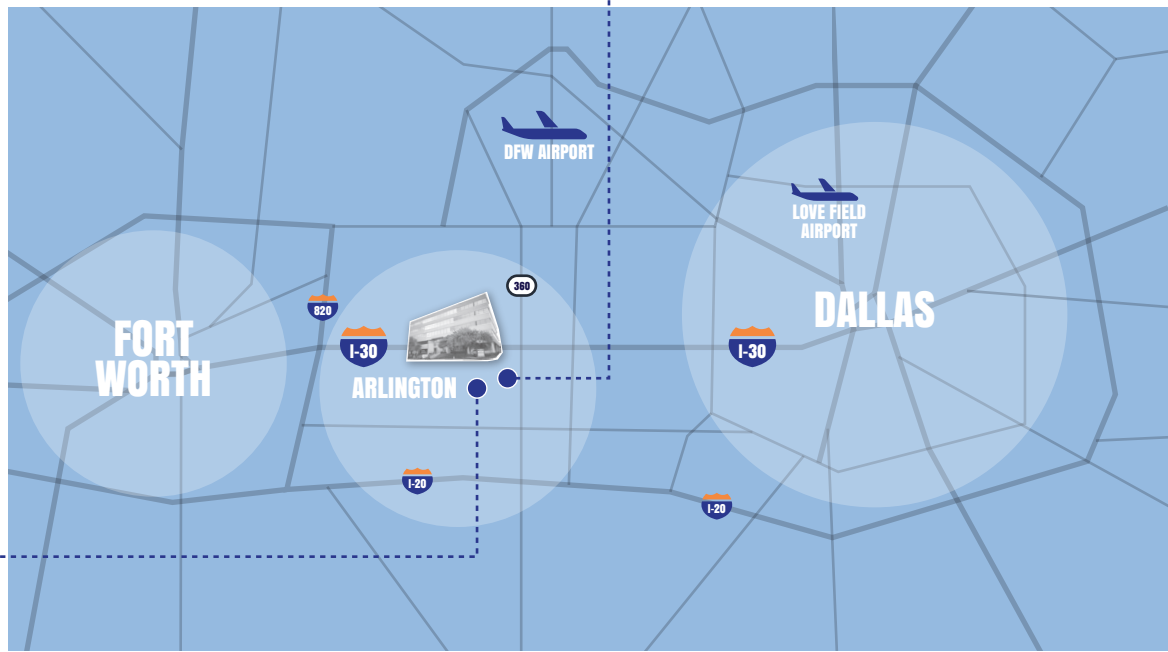 DFW AIRPORT
LOVE FIELD
AIRPORT
360
820
I-30
FORT
WORTH
ARLINGTON
I-30
DALLAS
I-20
I-20